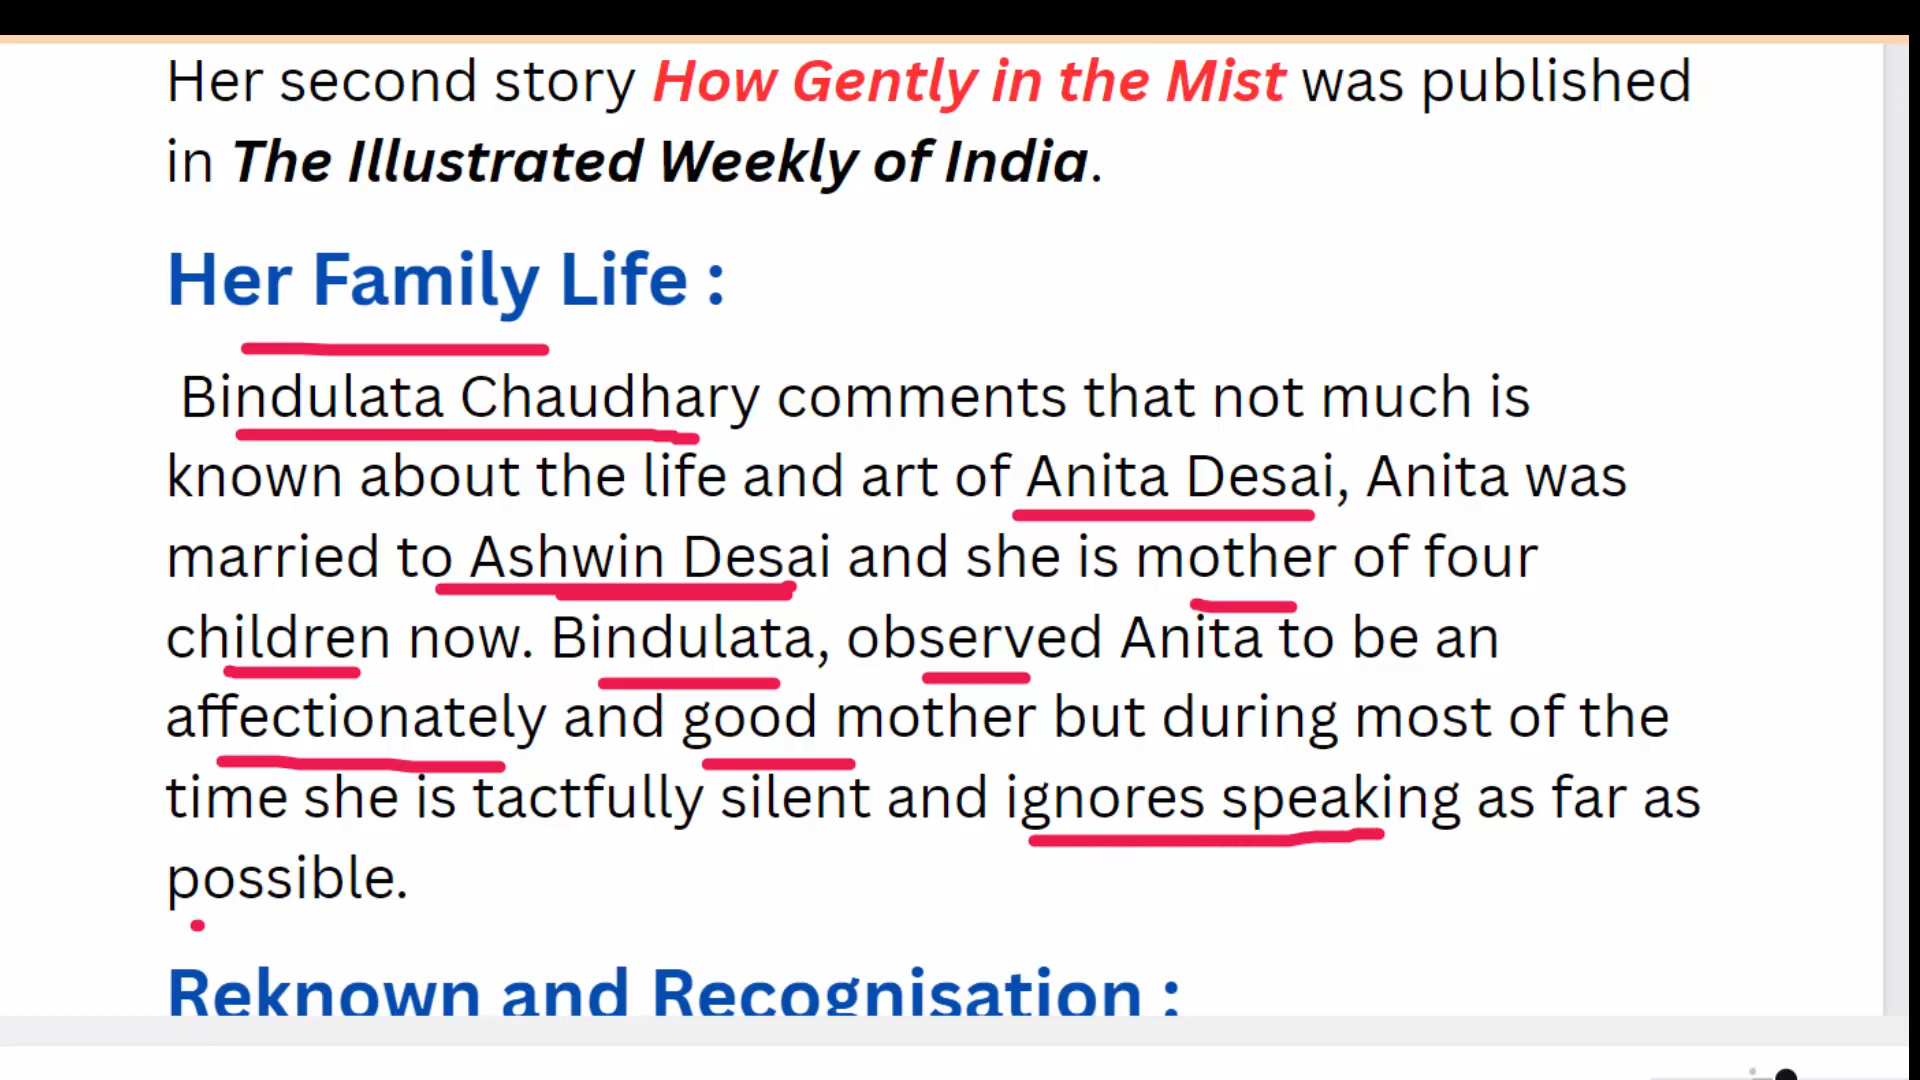 Her second story How Gently in the Mist was published
in The Illustrated Weekly of India.
Her Family Life :
Bindulata Chaudhary comments that not much is
known about the life and art of Anita Desai, Anita was
married to Ashwin Desai and she is mother of four
children now. Bindulata, observed Anita to be an
affectionately and good mother but during most of the
time she is tactfully silent and ignores speaking as far as
possible.
Reknown and Recognisation :